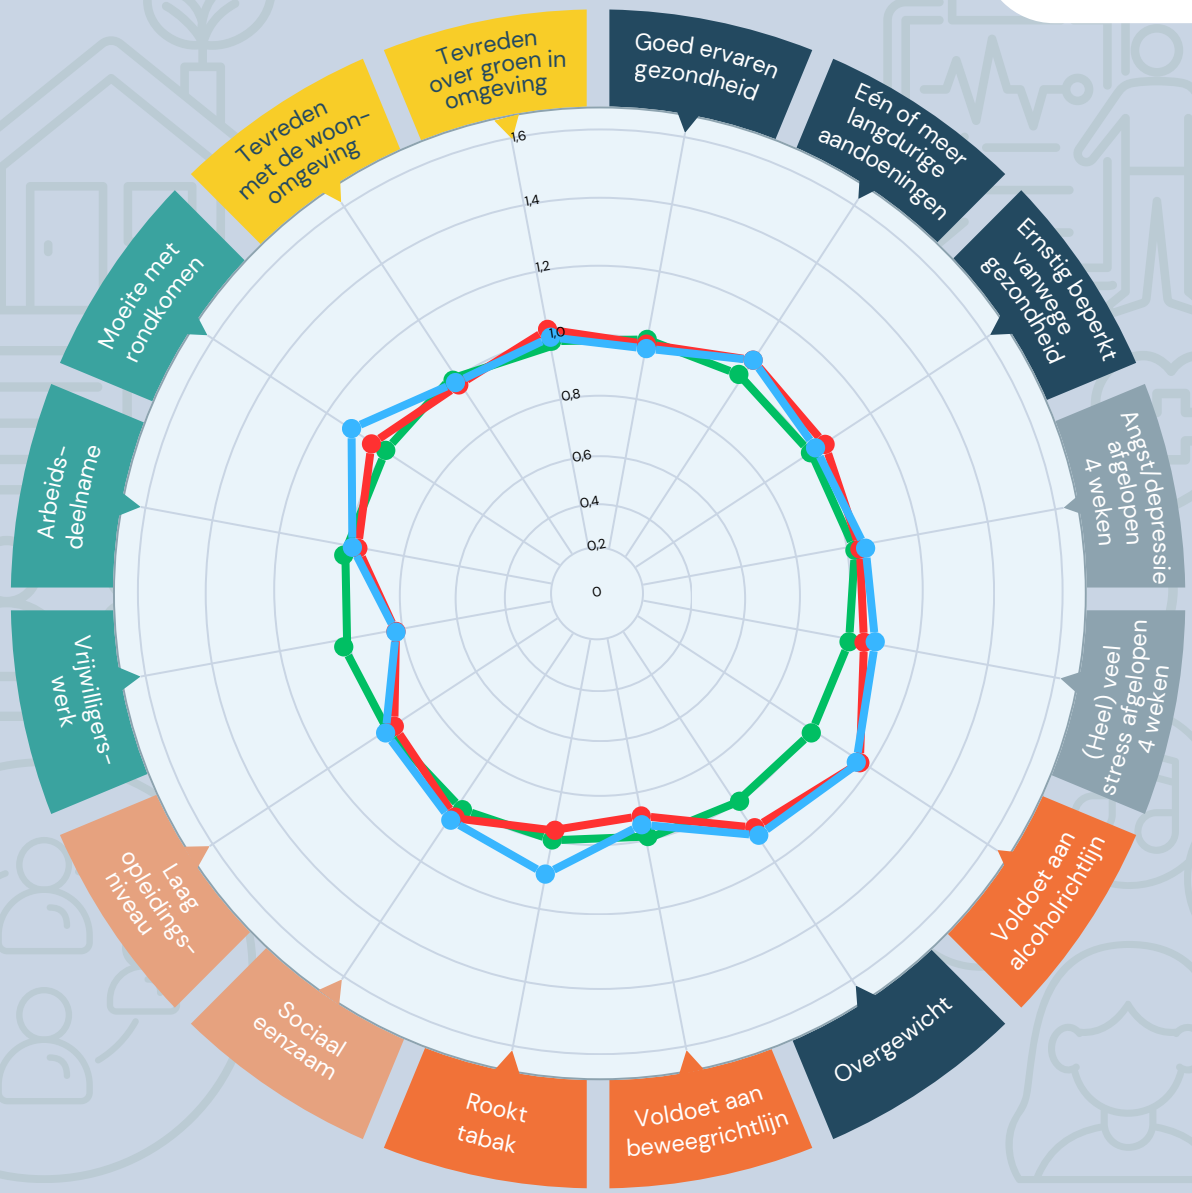 Goed ervaren
gezondheid
Eén of meer
langdurige
aandoeningen
Ernstig beperkt
vanwege
gezondheid
Angst/depressie
afgelopen
4 weken
(Heel) veel
stress afgelopen
4 weken
Voldoet aan
alcoholrichtlijn
Overgewicht
Voldoet aan
beweegrichtlijn
Rookt
tabak
Sociaal
eenzaam
Laag
opleidings-
niveau
Vrijwilligers-
werk
Arbeids-
deelname
Moeite met
rondkomen
Tevreden
met de woon-
omgeving
Tevreden
over groen in
omgeving
1,6
1,4
1,2
1,0
0,8
0,6
0,4
0,2
0